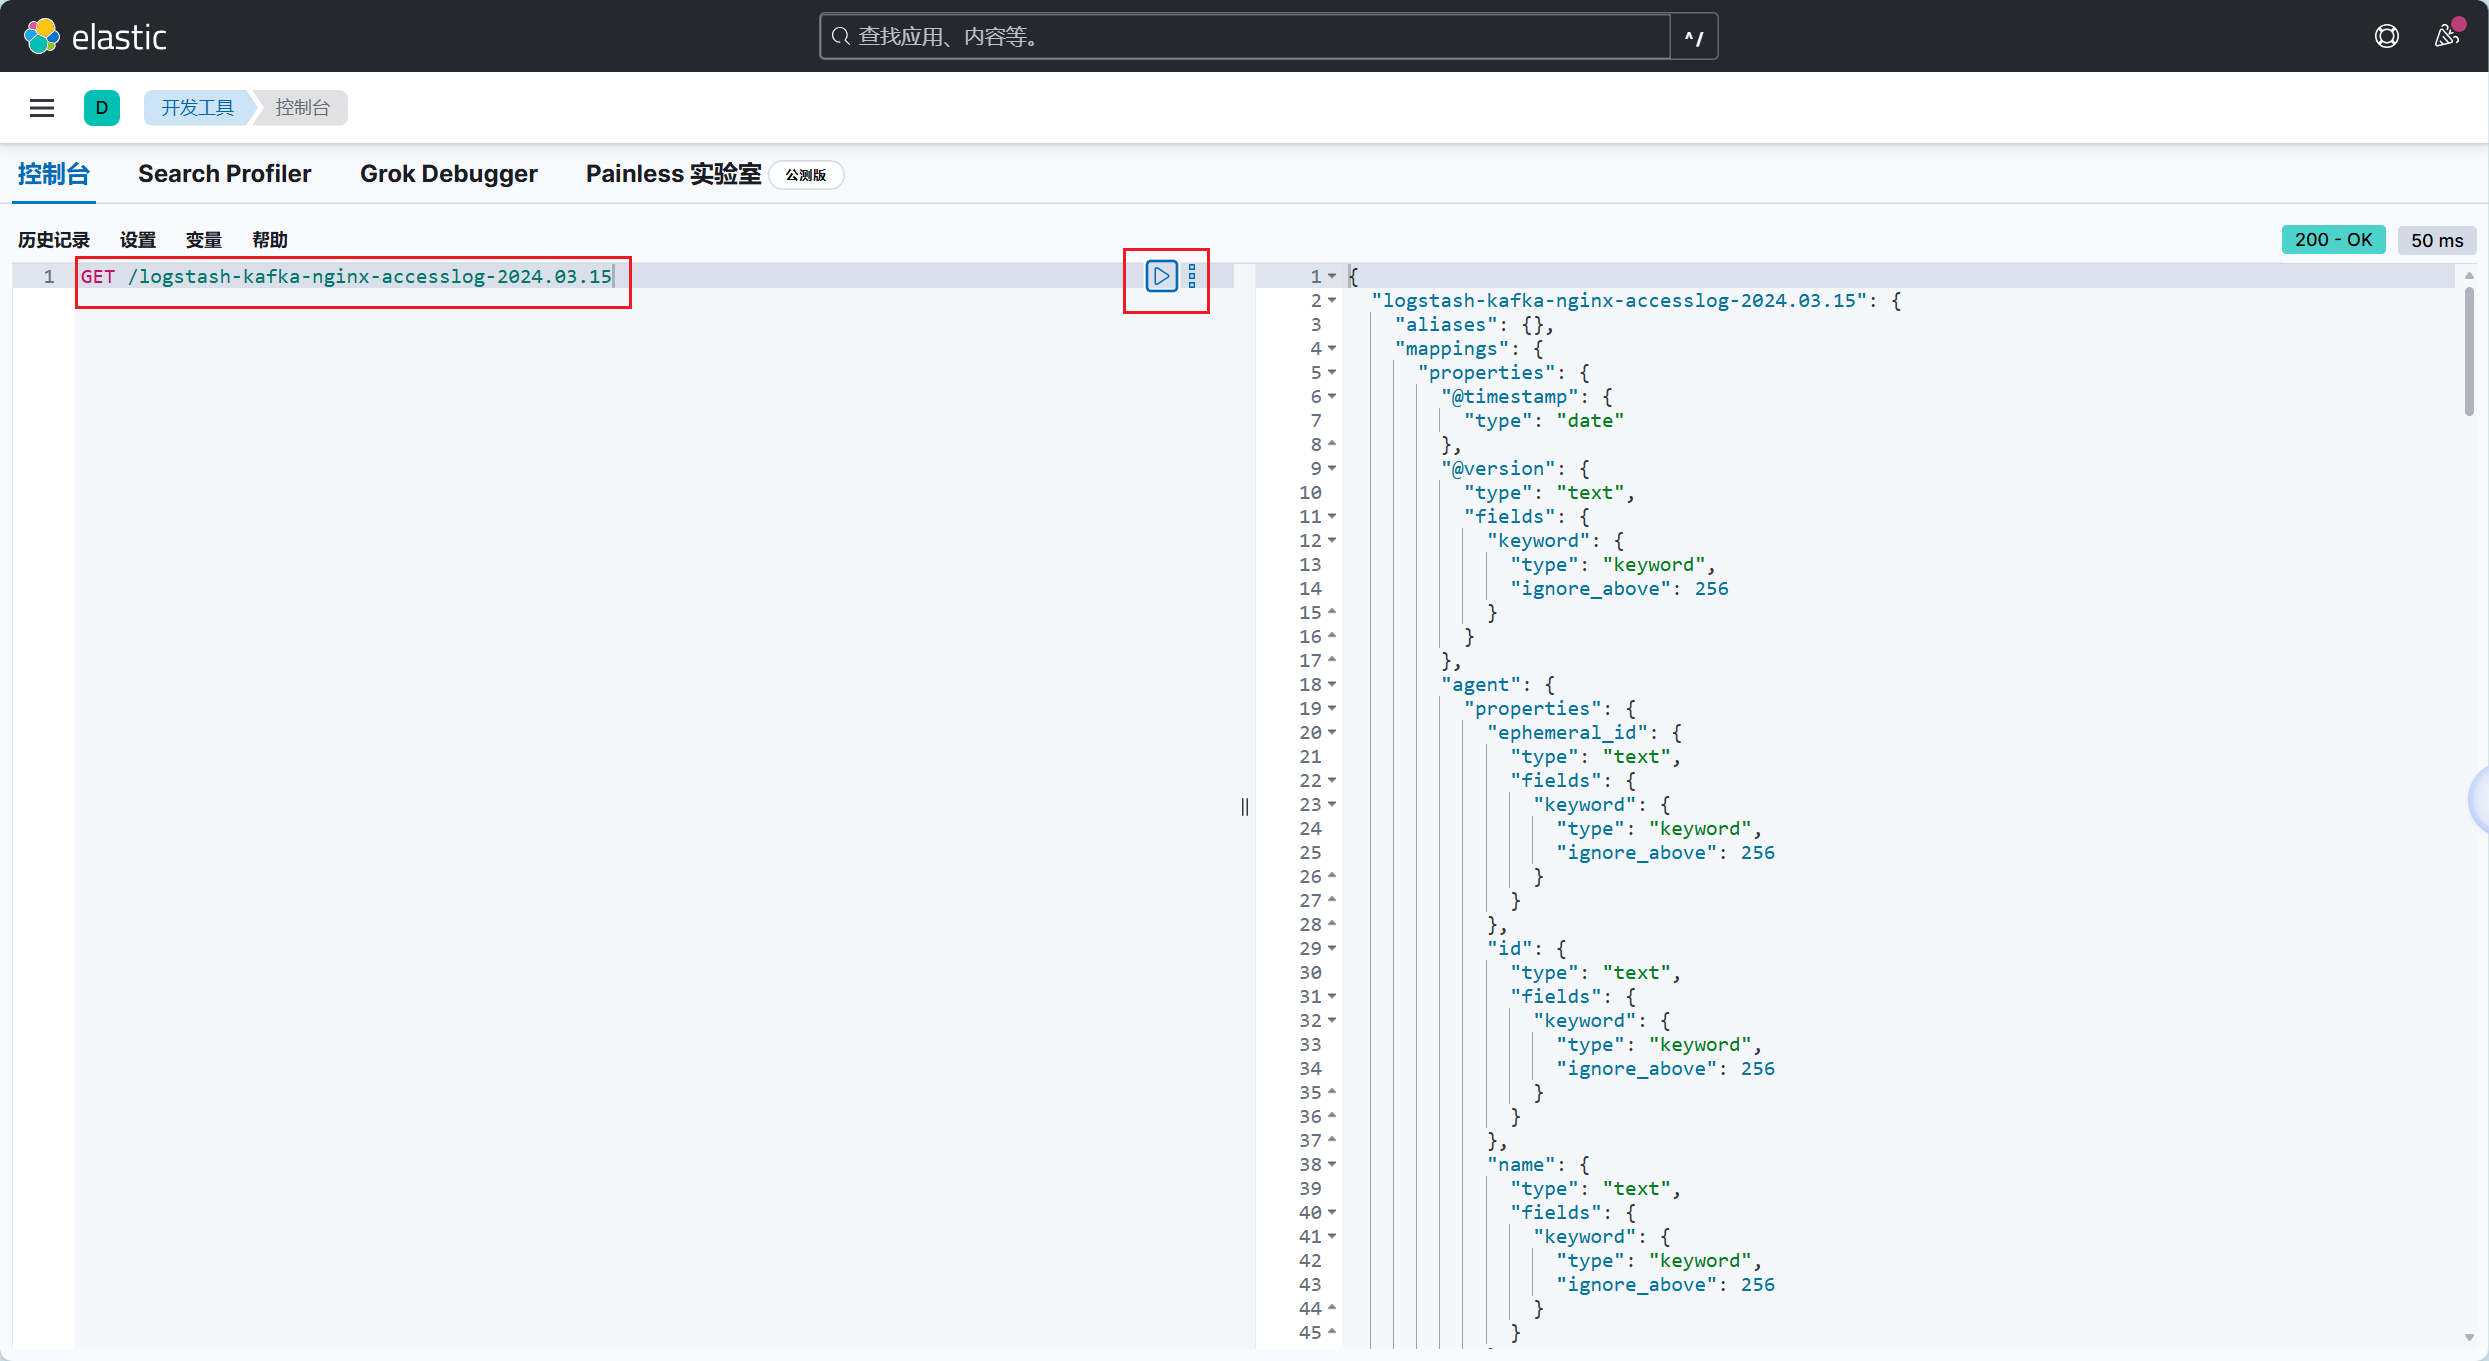 elastic
查找应用、内容等。
^/
D
开发工具
控制台
控制台 Search Profiler Grok Debugger Painless 实验室 公测版
历史记录 设置 变量 帮助
200 - OK 50 ms
1 GET /logstash-kafka-nginx-accesslog-2024.03.15
1 {
2 "logstash-kafka-nginx-accesslog-2024.03.15": {
3 "aliases": {},
4 "mappings": {
5 "properties": {
6 "@timestamp": {
7 "type": "date"
8 },
9 "@version": {
10 "type": "text",
11 "fields": {
12 "keyword": {
13 "type": "keyword",
14 "ignore_above": 256
15 }
16 }
17 },
18 "agent": {
19 "properties": {
20 "ephemeral_id": {
21 "type": "text",
22 "fields": {
23 "keyword": {
24 "type": "keyword",
25 "ignore_above": 256
26 }
27 }
28 },
29 "id": {
30 "type": "text",
31 "fields": {
32 "keyword": {
33 "type": "keyword",
34 "ignore_above": 256
35 }
36 }
37 },
38 "name": {
39 "type": "text",
40 "fields": {
41 "keyword": {
42 "type": "keyword",
43 "ignore_above": 256
44 }
45 }